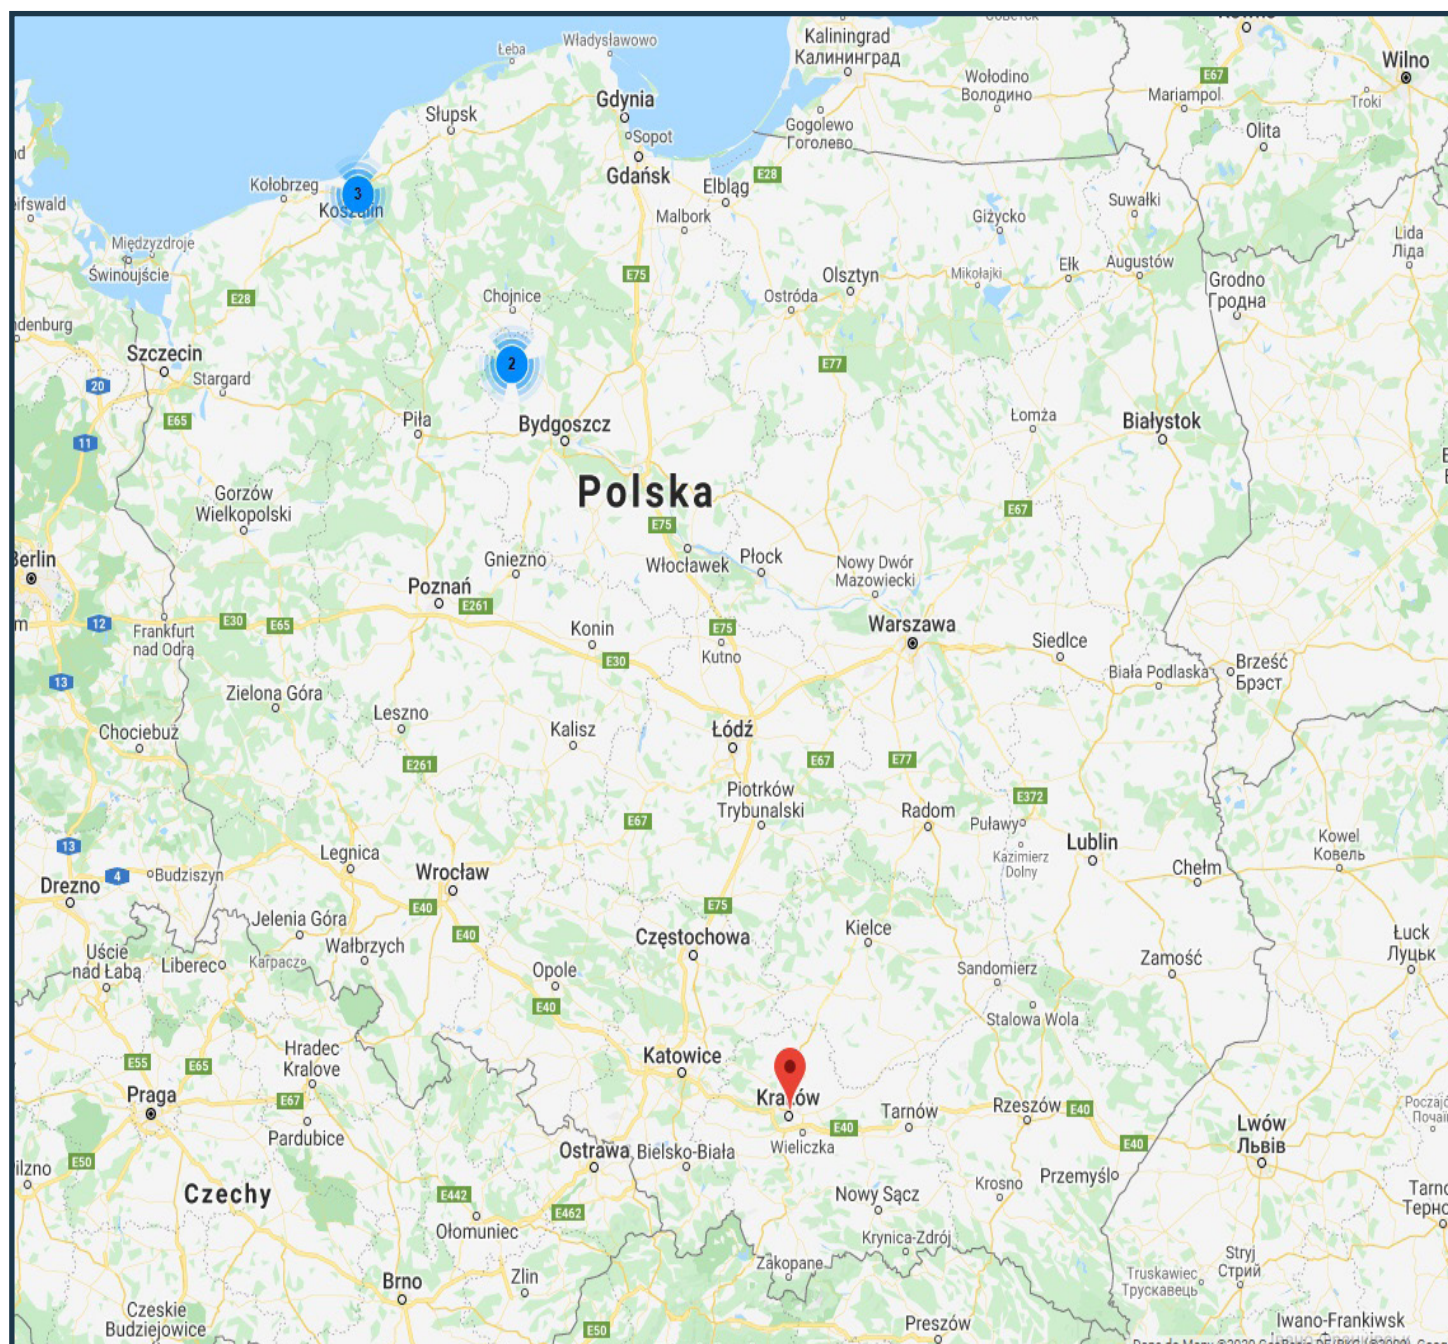 Kaliningrad
Калининград
Wilno
E67
Mariampol
Troki
Olita
Wołodino
Володино
Gogolewo
Гоголево
Władysławowo
Łeba
Gdynia
Sopot
Gdańsk
Słupsk
Kołobrzeg
3
Koszalin
Elbląg
E28
Malbork
Giżycko
Suwałki
Lida
Ліда
Międzyzdroje
Świnoujście
E28
E75
Olsztyn
Mikołajki
Ełk
Augustów
Grodno
Гродна
Chojnice
Ostróda
Szczecin
Stargard
20
2
E77
11
E65
Piła
Bydgoszcz
Łomża
Białystok
Polska
Gorzów
Wielkopolski
E67
E75
Włocławek
Płock
Nowy Dwór
Mazowiecki
Berlin
Gniezno
Poznań
E261
12
Frankfurt
nad Odrą
E30
E65
Konin
E30
E75
Kutno
Warszawa
Siedlce
Biała Podlaska
Brześć
Брэст
13
Zielona Góra
Leszno
Kalisz
Łódź
Chociebuż
E261
E67
E77
Piotrków
Trybunalski
E67
Radom
E372
Puławy
Kazimierz
Dolny
Lublin
Chełm
Kowel
Ковель
13
4
Budziszyn
Drezno
Legnica
Wrocław
E40
E40
Jelenia Góra
Wałbrzych
Karpacz
Liberec
Uście
nad Łabą
E75
Częstochowa
Kielce
Opole
E40
Sandomierz
Stalowa Wola
Zamość
Łuck
Луцьк
E55
E65
Hradec
Kralove
E67
Praga
Pardubice
E50
Katowice
Kraków
Wieliczka
E40
Tarnów
Rzeszów
E40
E40
Lwów
Львів
Ostrawa
Bielsko-Biała
Przemyśl
Krosno
Nowy Sącz
Krynica-Zdrój
Zakopane
Czechy
E442
Ołomuniec
E462
Brno
Zlin
Czeskie
Budziejowice
E50
Preszów
Truskawiec
Трускавець
Stryj
Стрий
Iwano-Frankiwsk